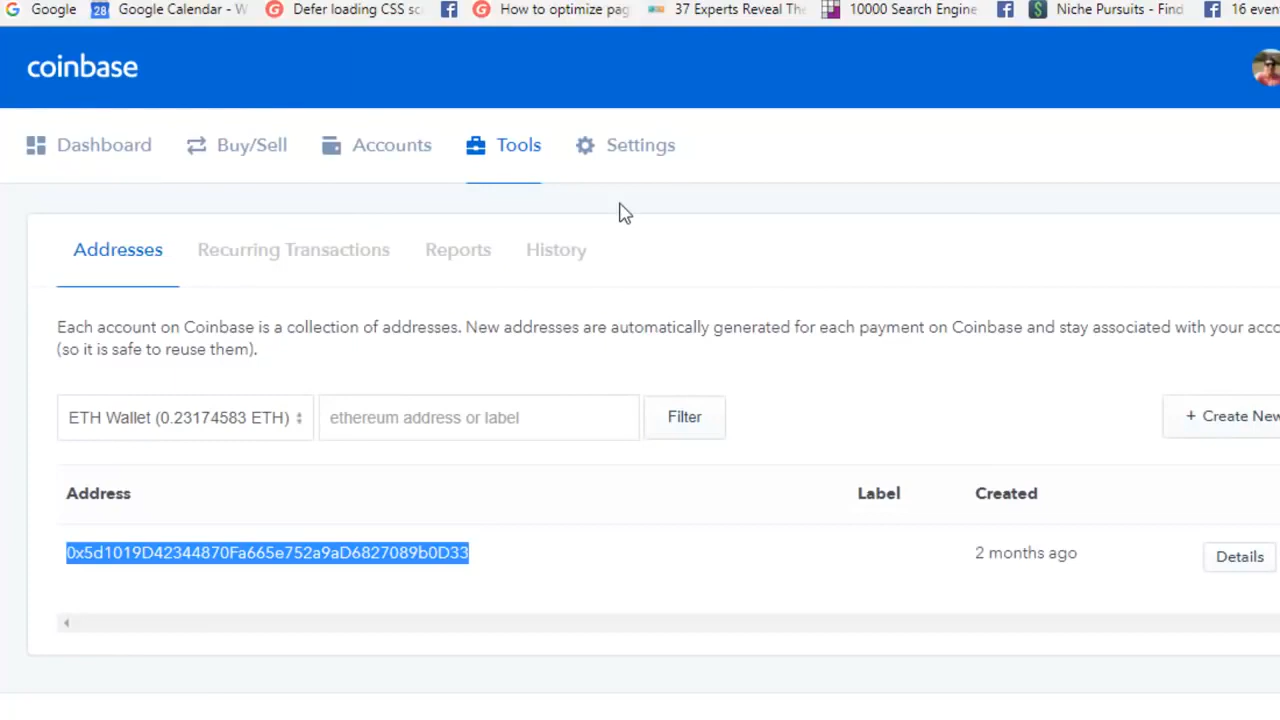 Google 28 Google Calendar - W Defer loading CSS sc How to optimize pag 37 Experts Reveal The 10000 Search Engine Niche Pursuits - Find 16 even
coinbase
Dashboard Buy/Sell Accounts Tools Settings
Addresses Recurring Transactions Reports History
Each account on Coinbase is a collection of addresses. New addresses are automatically generated for each payment on Coinbase and stay associated with your acco
(so it is safe to reuse them).
ETH Wallet (0.23174583 ETH) ethereum address or label Filter + Create New
Address Label Created
0x5d1019D42344870Fa665e752a9aD6827089b0D33 2 months ago Details